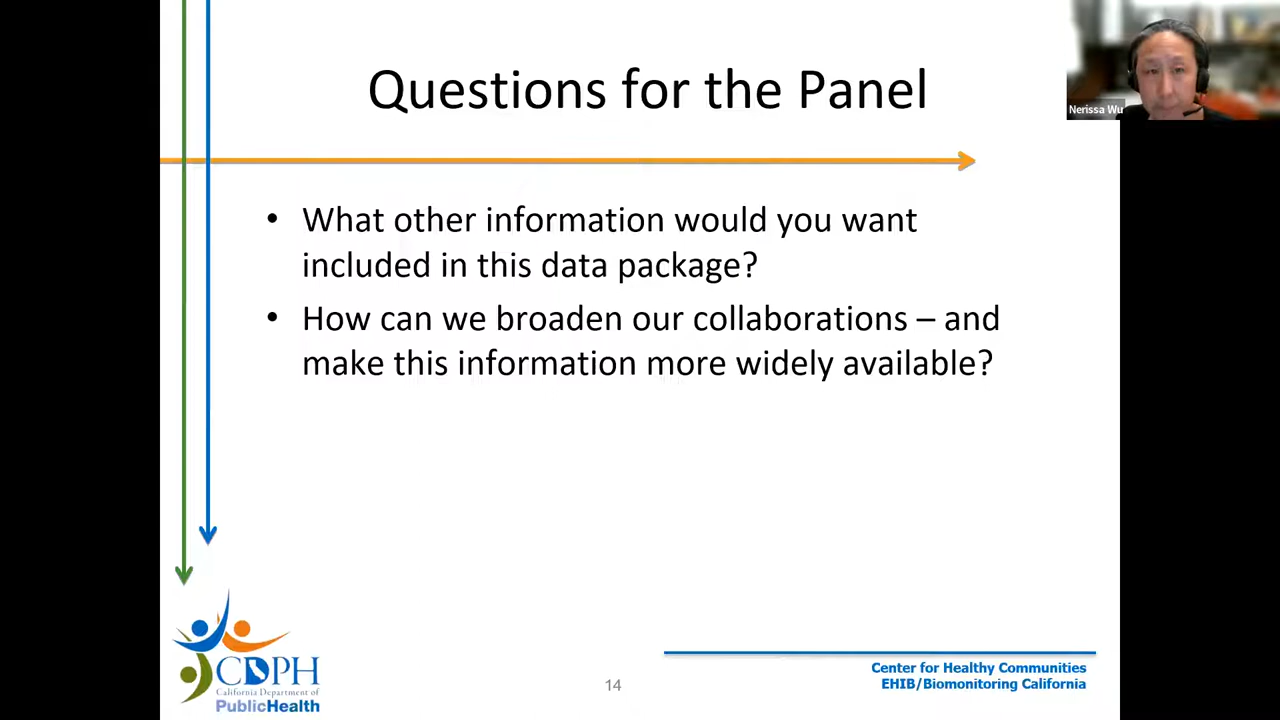 Questions for the Panel
Nerissa Wu
• What other information would you want
included in this data package?
• How can we broaden our collaborations – and
make this information more widely available?
CDPH
California Department of
PublicHealth
14
Center for Healthy Communities
EHIB/Biomonitoring California